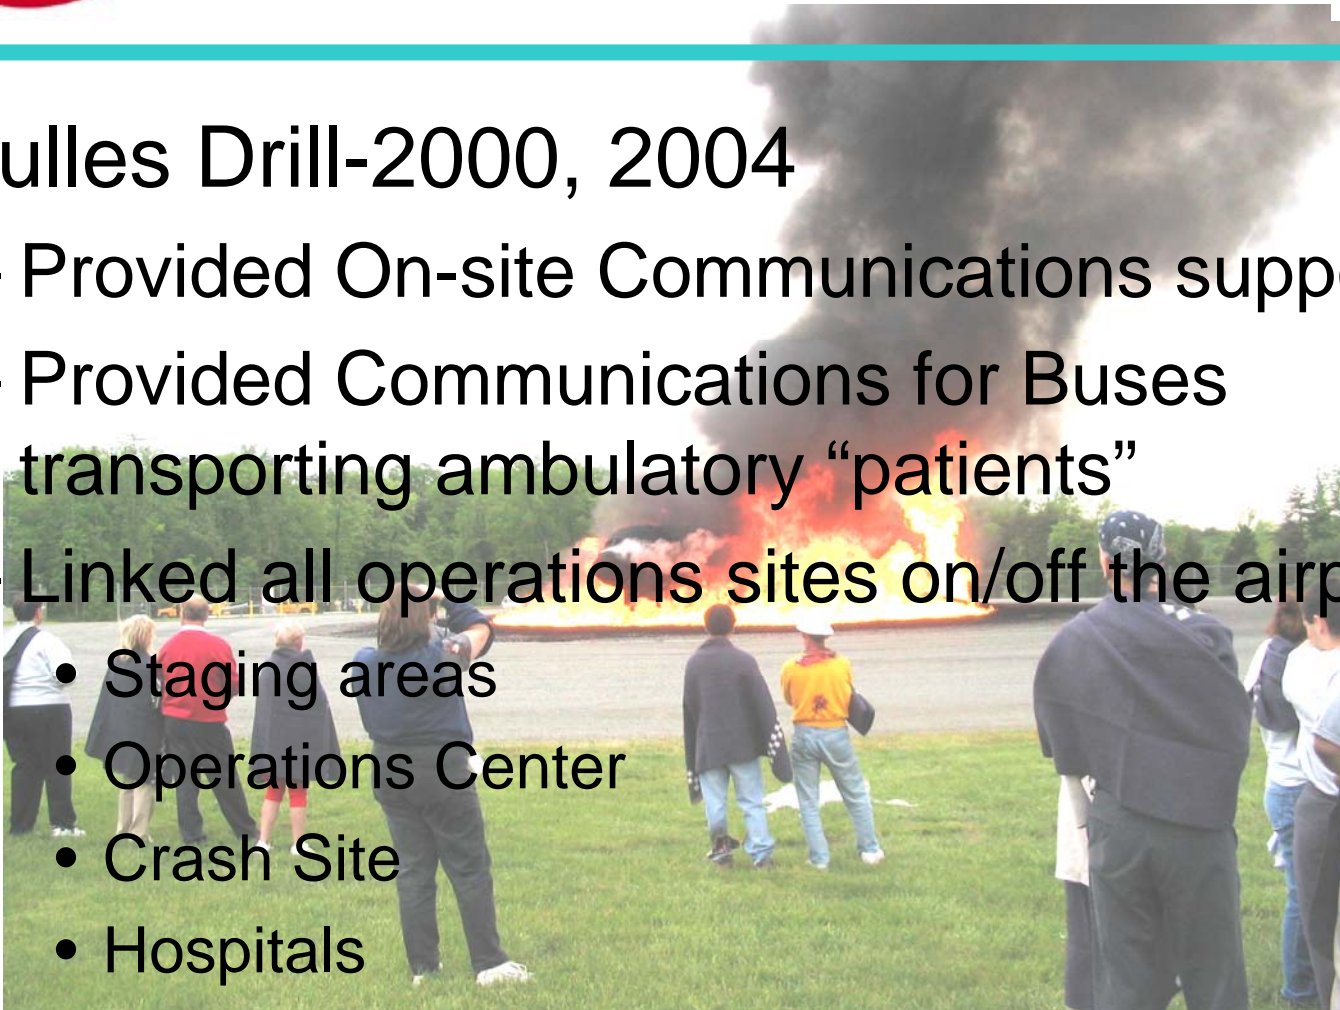 ulles Drill-2000, 2004
- Provided On-site Communications supp
- Provided Communications for Buses
transporting ambulatory “patients”
- Linked all operations sites on/off the airp
• Staging areas
• Operations Center
• Crash Site
• Hospitals